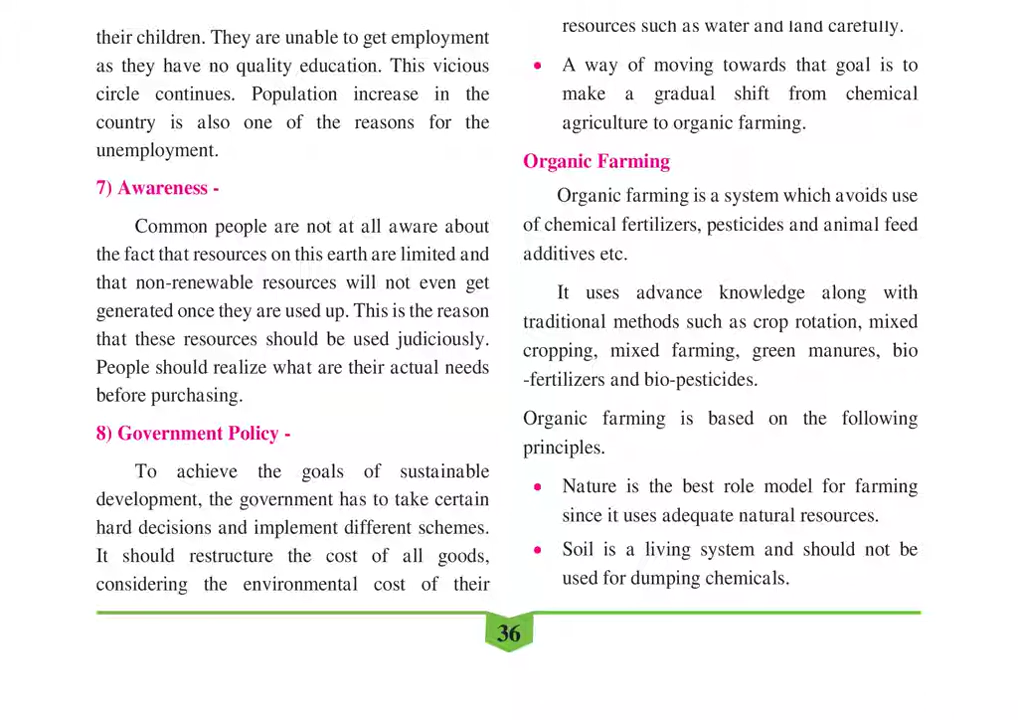 their children. They are unable to get employment
as they have no quality education. This vicious
circle continues. Population increase in the
country is also one of the reasons for the
unemployment.
7) Awareness -
Common people are not at all aware about
the fact that resources on this earth are limited and
that non-renewable resources will not even get
generated once they are used up. This is the reason
that these resources should be used judiciously.
People should realize what are their actual needs
before purchasing.
8) Government Policy -
To achieve the goals of sustainable
development, the government has to take certain
hard decisions and implement different schemes.
It should restructure the cost of all goods,
considering the environmental cost of their
resources such as water and land carefully.
• A way of moving towards that goal is to
make a gradual shift from chemical
agriculture to organic farming.
Organic Farming
Organic farming is a system which avoids use
of chemical fertilizers, pesticides and animal feed
additives etc.
It uses advance knowledge along with
traditional methods such as crop rotation, mixed
cropping, mixed farming, green manures, bio
-fertilizers and bio-pesticides.
Organic farming is based on the following
principles.
• Nature is the best role model for farming
since it uses adequate natural resources.
• Soil is a living system and should not be
used for dumping chemicals.
36